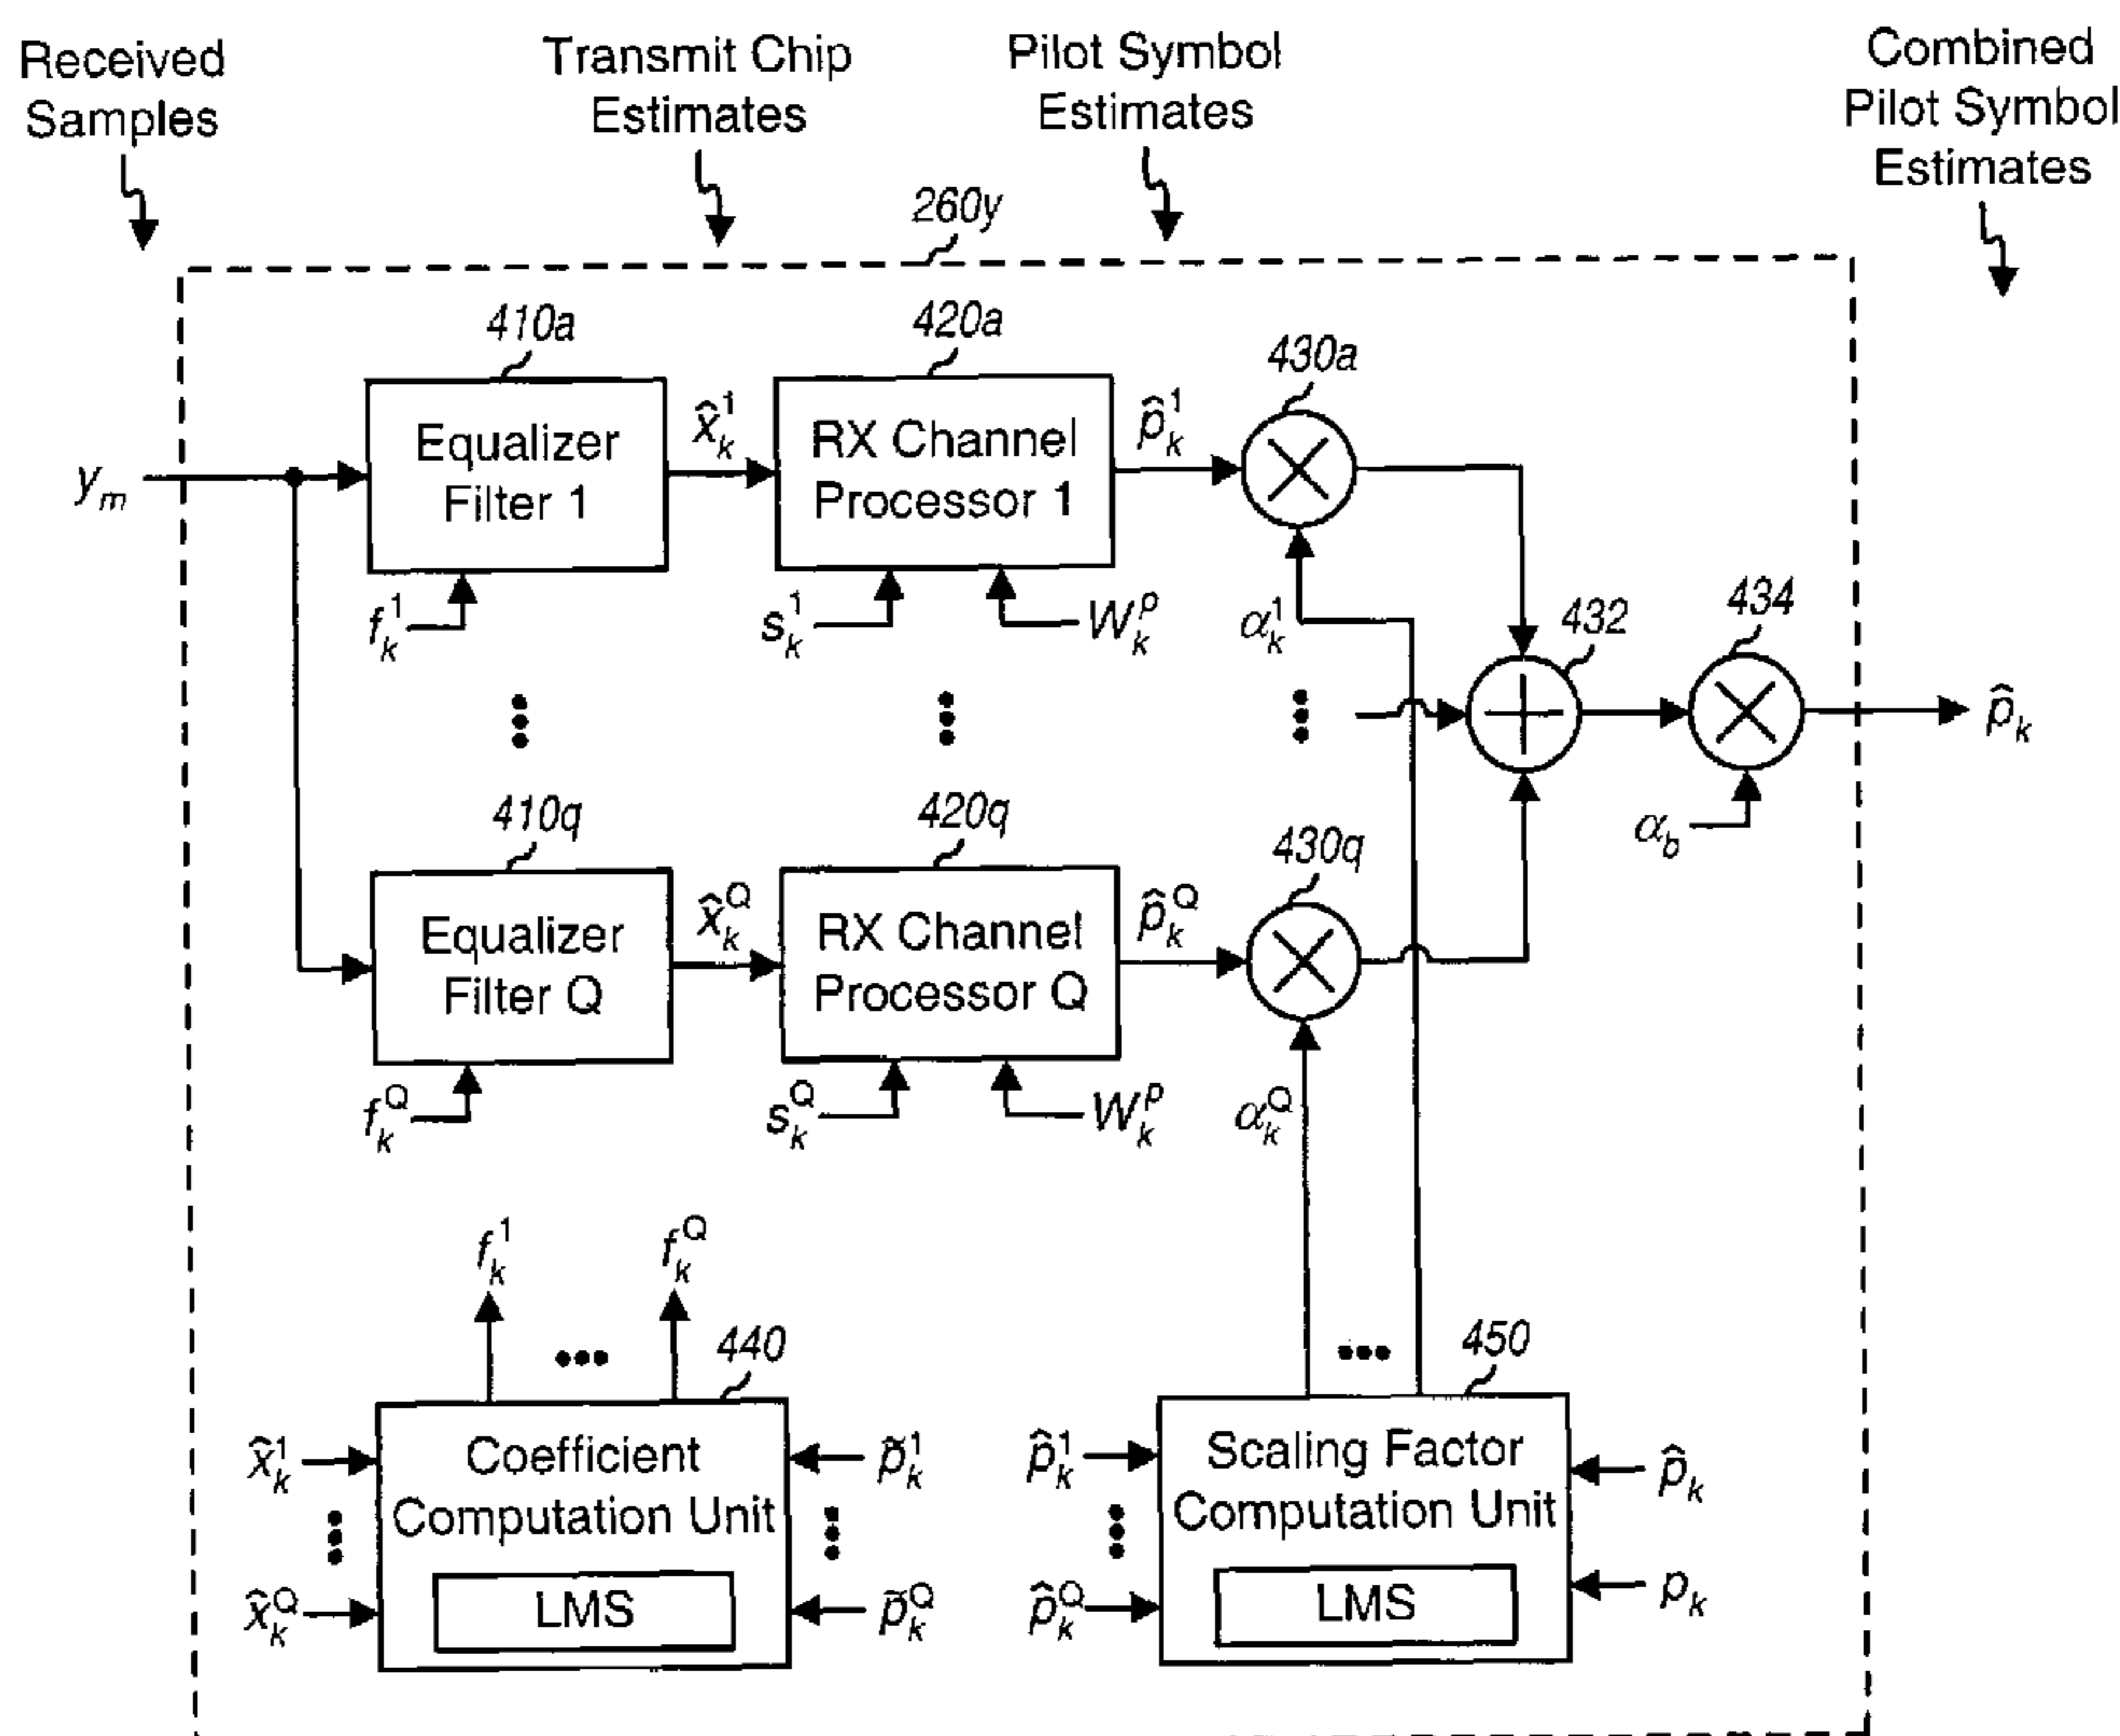 Received
Samples
Transmit Chip
Estimates
Pilot Symbol
Estimates
Combined
Pilot Symbol
Estimates
260y
410a
420a
430a
Equalizer
Filter 1
x̂_k^1
RX Channel
Processor 1
p̂_k^1
y_m
f_k^1
s_k^1
W_k^p
α_k^1
432
434
p̂_k
α_b
410q
420q
430q
Equalizer
Filter Q
x̂_k^Q
RX Channel
Processor Q
p̂_k^Q
f_k^Q
s_k^Q
W_k^p
α_k^Q
f_k^1
f_k^Q
440
450
x̂_k^1
x̂_k^Q
Coefficient
Computation Unit
LMS
p̃_k^1
p̃_k^Q
p̂_k^1
p̂_k^Q
Scaling Factor
Computation Unit
LMS
p̂_k
p_k